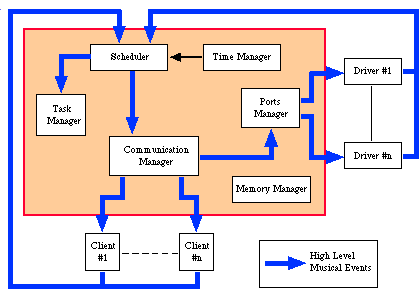 Scheduler
Time Manager
Driver #1
Task
Manager
Ports
Manager
Communication
Manager
Driver #n
Memory Manager
Client
#1
Client
#n
High Level
Musical Events